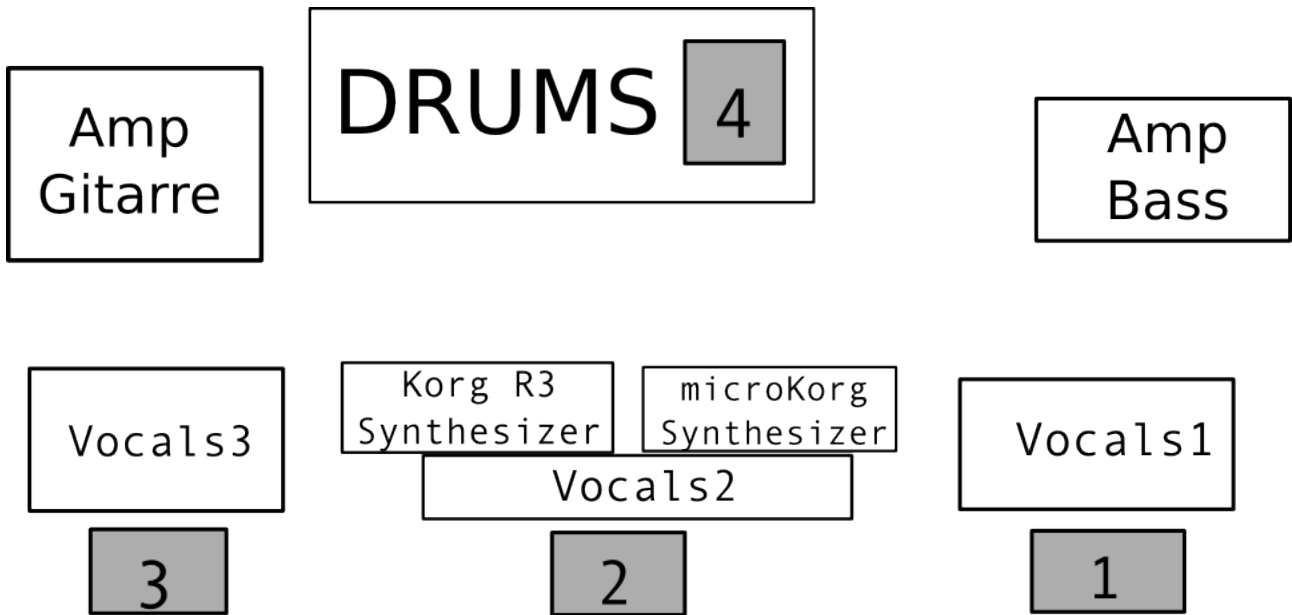 DRUMS
4
Amp
Gitarre
Amp
Bass
Korg R3
Synthesizer
microKorg
Synthesizer
Vocals3
Vocals2
Vocals1
3
2
1